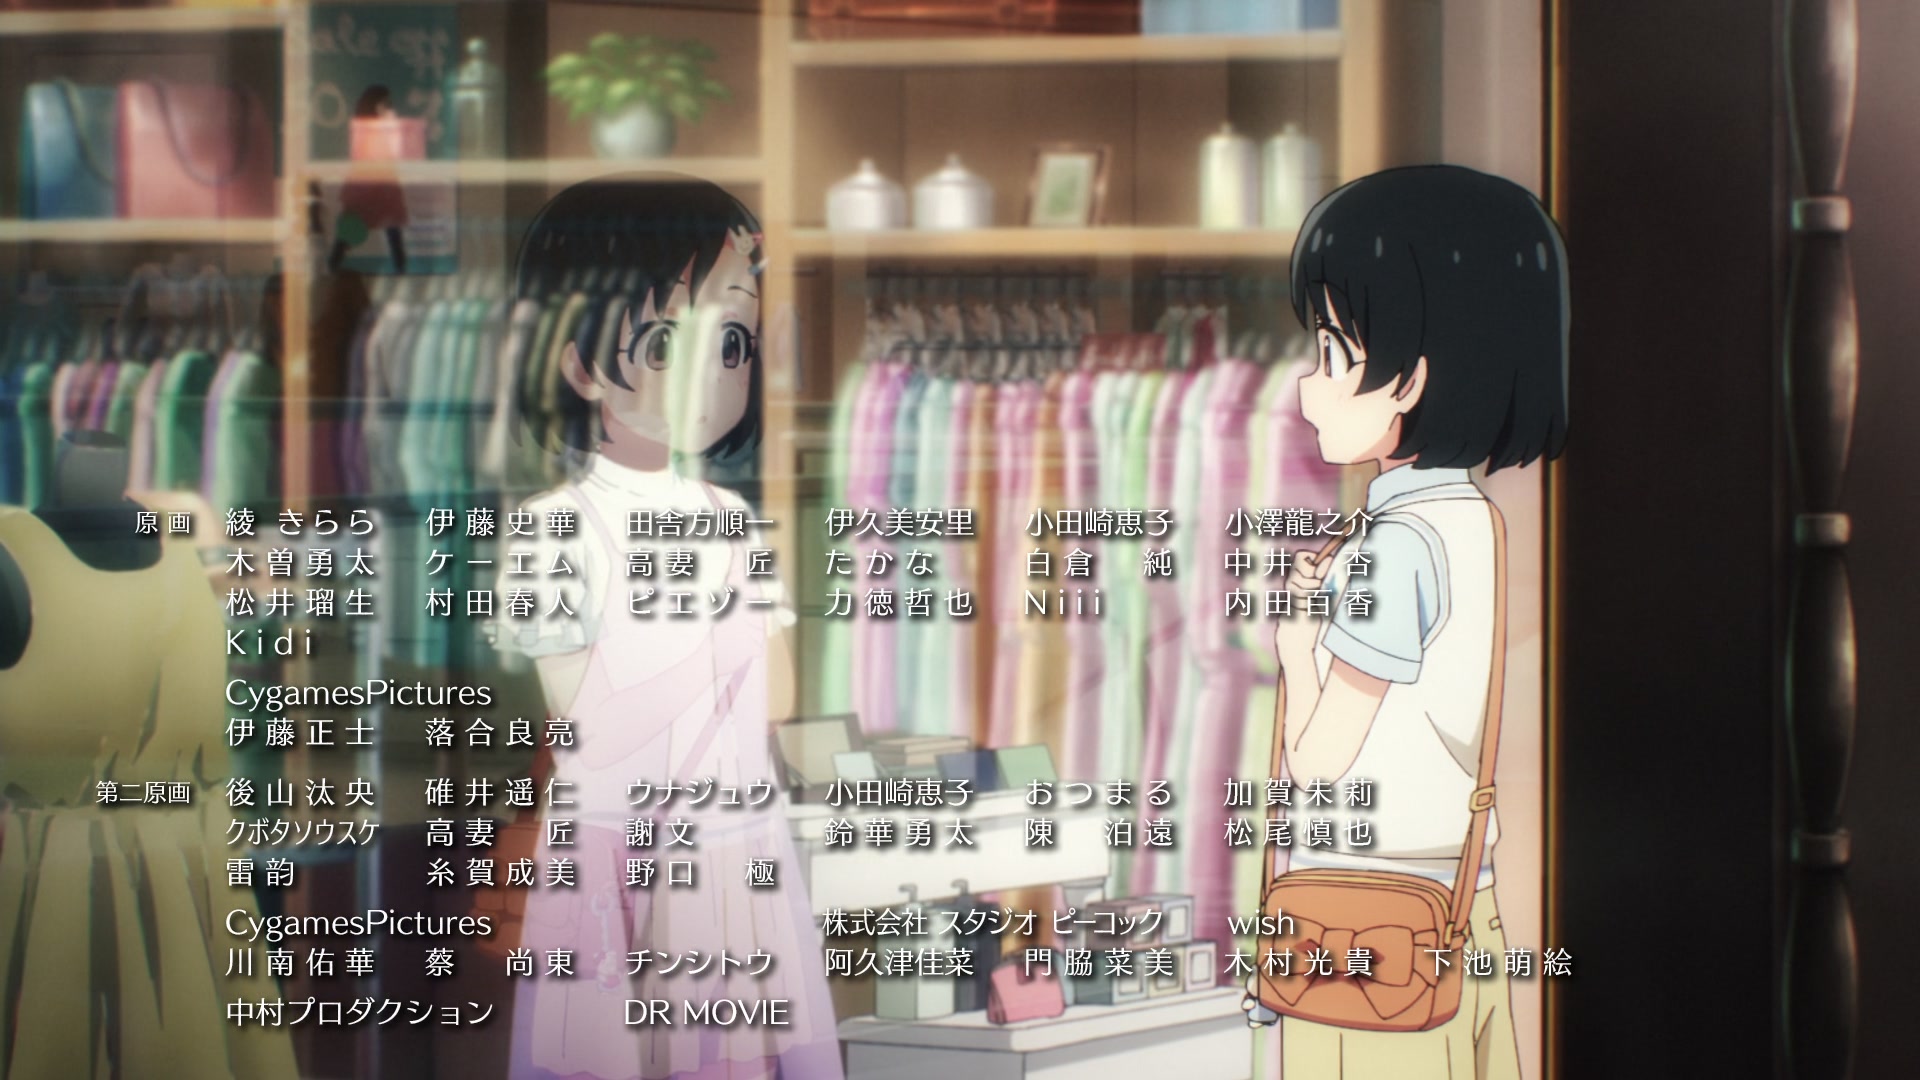 ale off
原画 綾 きらら 伊藤史華 田舎方順一 伊久美安里 小田崎恵子 小澤龍之介
木曽勇太 ケーエム 高妻 匠 たかな 白倉 純 中井 杏
松井瑠生 村田春人 ピエゾー 力徳哲也 Niii 内田百香
Kidi
CygamesPictures
伊藤正士 落合良亮
第二原画 後山汰央 碓井遥仁 ウナジュウ 小田崎恵子 おつまる 加賀朱莉
クボタソウスケ 高妻 匠 謝文 鈴華勇太 陳 泊遠 松尾慎也
雷韵 糸賀成美 野口 極
CygamesPictures 株式会社 スタジオ ピーコック wish
川南佑華 蔡 尚東 チンシトウ 阿久津佳菜 門脇菜美 木村光貴 下池萌絵
中村プロダクション DR MOVIE